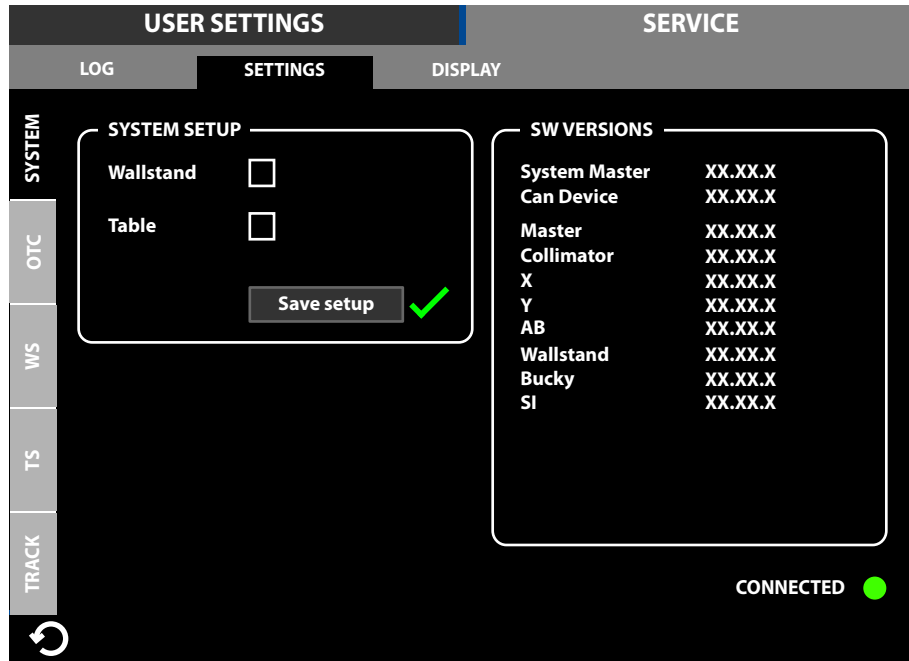 USER SETTINGS
SERVICE
LOG
SETTINGS
DISPLAY
SYSTEM
OTC
WS
TS
TRACK
SYSTEM SETUP
Wallstand
Table
Save setup
SW VERSIONS
System Master XX.XX.X
Can Device XX.XX.X
Master XX.XX.X
Collimator XX.XX.X
X XX.XX.X
Y XX.XX.X
AB XX.XX.X
Wallstand XX.XX.X
Bucky XX.XX.X
SI XX.XX.X
CONNECTED